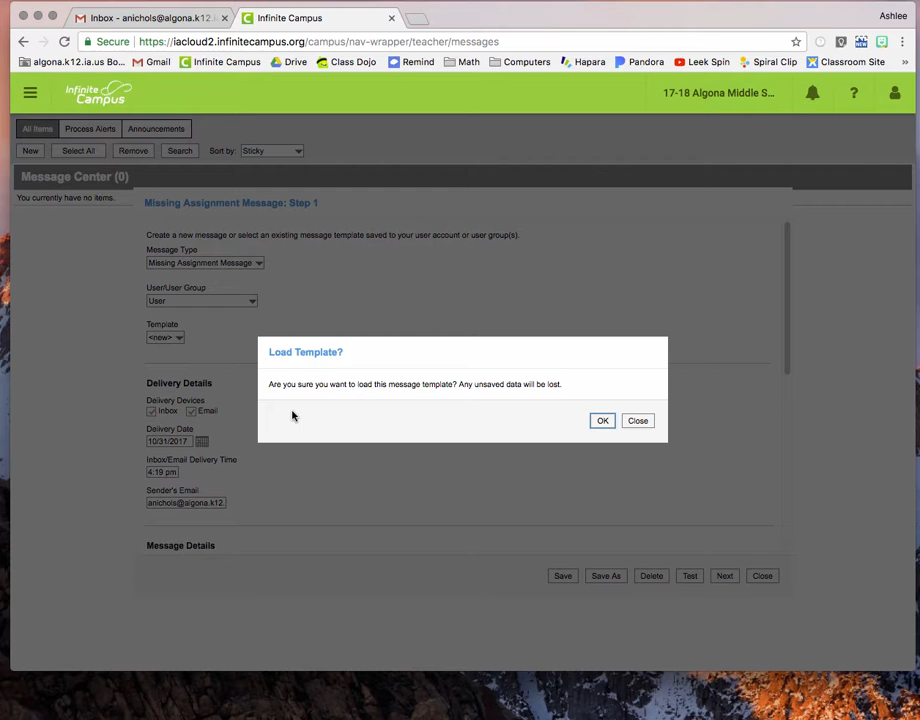 Inbox - anichols@algona.k12.i
Infinite Campus
Ashlee
Secure https://iacloud2.infinitecampus.org/campus/nav-wrapper/teacher/messages
algona.k12.ia.us Bo... Gmail Infinite Campus Drive Class Dojo Remind Math Computers Hapara Pandora Leek Spin Spiral Clip Classroom Site »
Infinite Campus 17-18 Algona Middle S... ?
All Items Process Alerts Announcements
New Select All Remove Search Sort by: Sticky
Message Center (0)
You currently have no items.
Missing Assignment Message: Step 1
Create a new message or select an existing message template saved to your user account or user group(s).
Message Type
Missing Assignment Message
User/User Group
User
Template
<new>
Load Template?
Are you sure you want to load this message template? Any unsaved data will be lost.
OK Close
Delivery Details
Delivery Devices
Inbox Email
Delivery Date
10/31/2017
Inbox/Email Delivery Time
4:19 pm
Sender's Email
anichols@algona.k12.
Message Details
Save Save As Delete Test Next Close